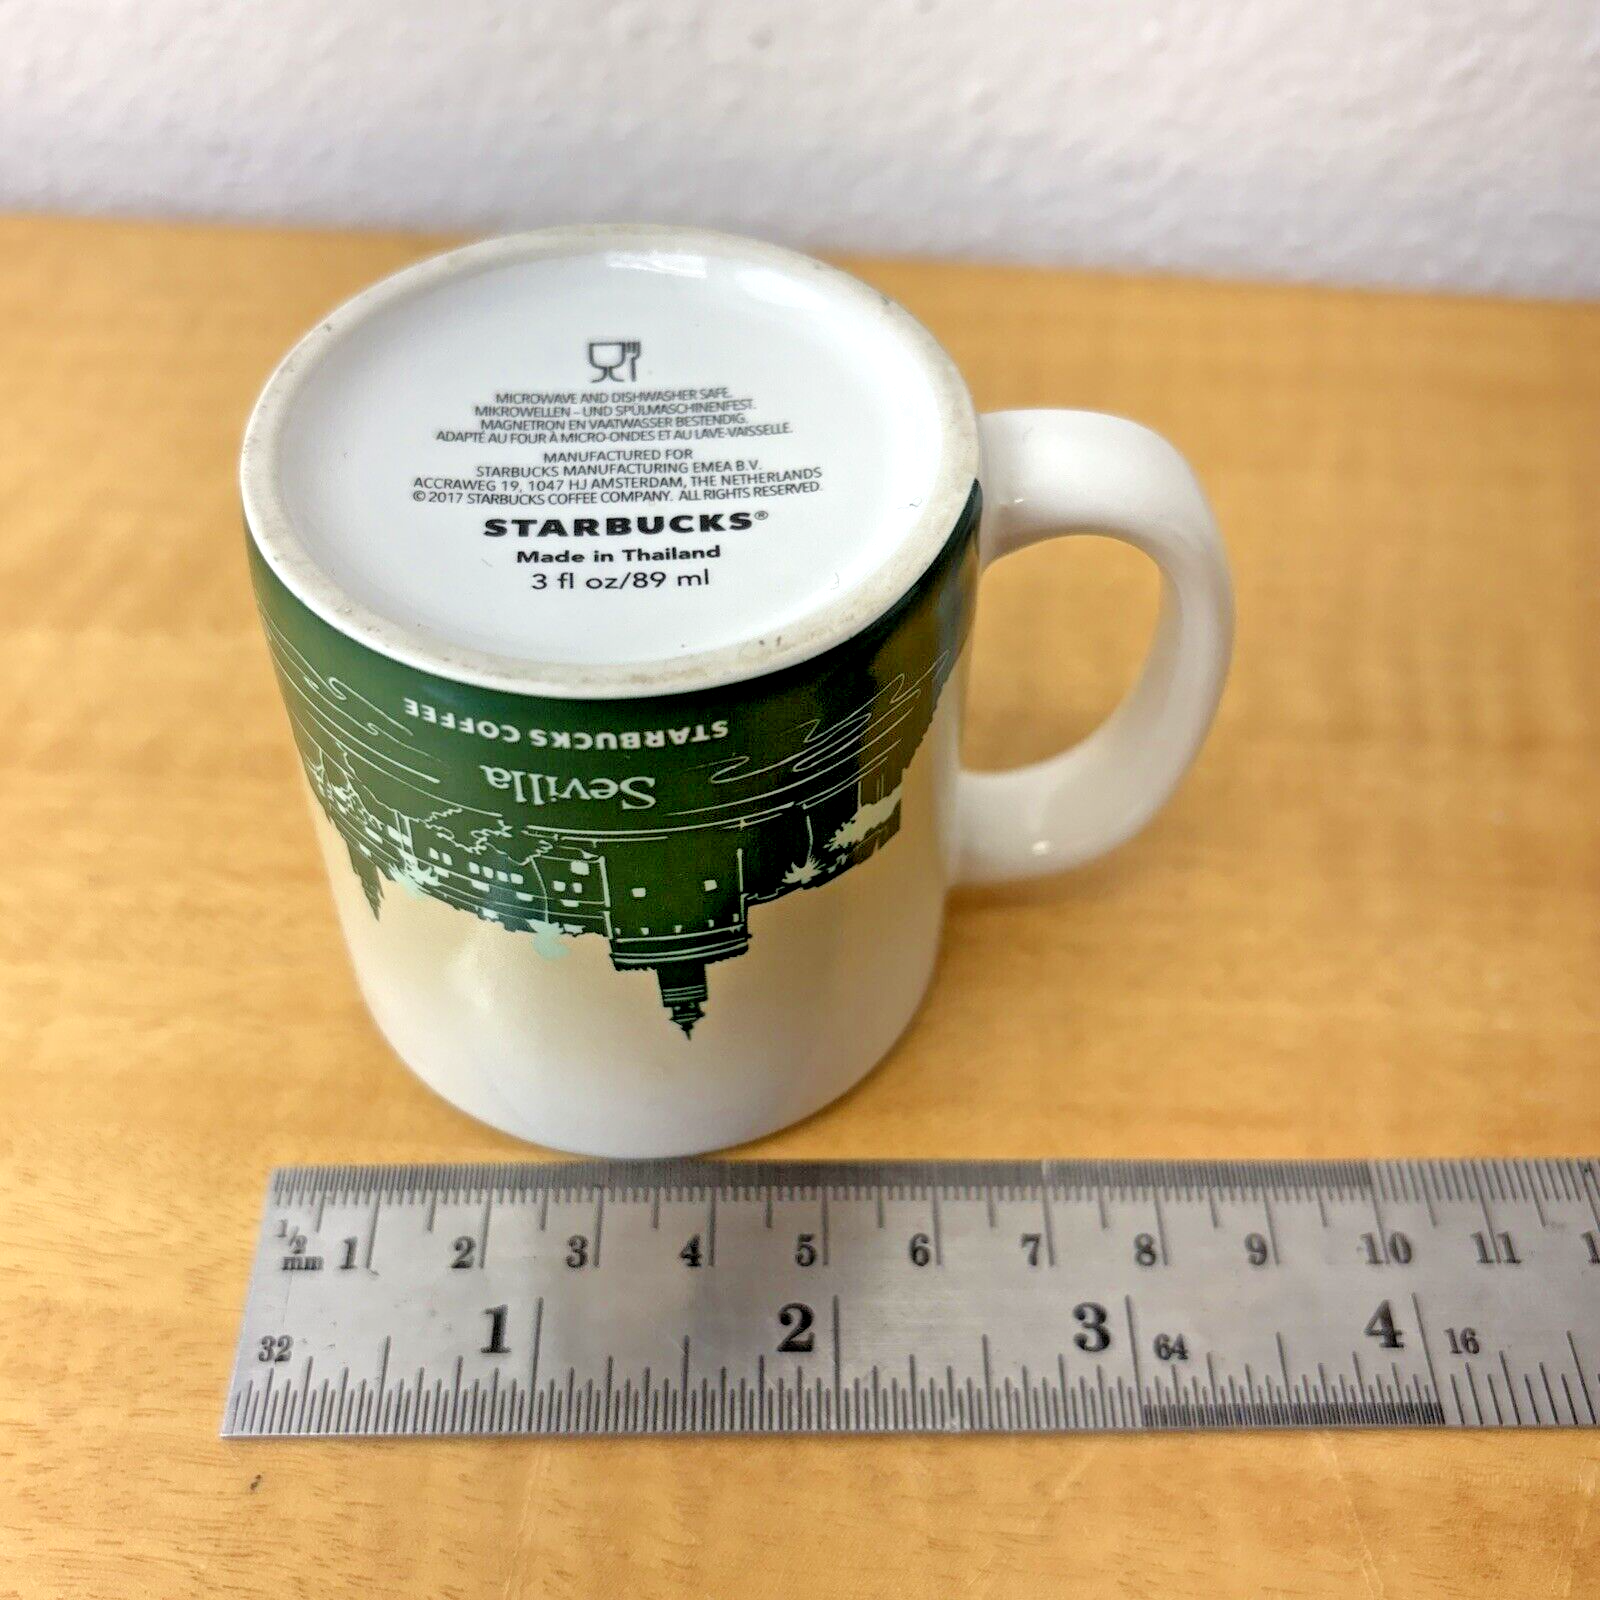 MICROWAVE AND DISHWASHER SAFE.
MIKROWELLEN – UND SPÜLMASCHINENFEST.
MAGNETRON EN VAATWASSER BESTENDIG.
ADAPTÉ AU FOUR À MICRO-ONDES ET AU LAVE-VAISSELLE.
MANUFACTURED FOR
STARBUCKS MANUFACTURING EMEA B.V.
ACCRAWEG 19, 1047 HJ AMSTERDAM, THE NETHERLANDS
© 2017 STARBUCKS COFFEE COMPANY. ALL RIGHTS RESERVED.
STARBUCKS®
Made in Thailand
3 fl oz/89 ml
STARBUCKS COFFEE
Sevilla
1/2 mm 1 2 3 4 5 6 7 8 9 10 11
32 1 2 3 64 4 16